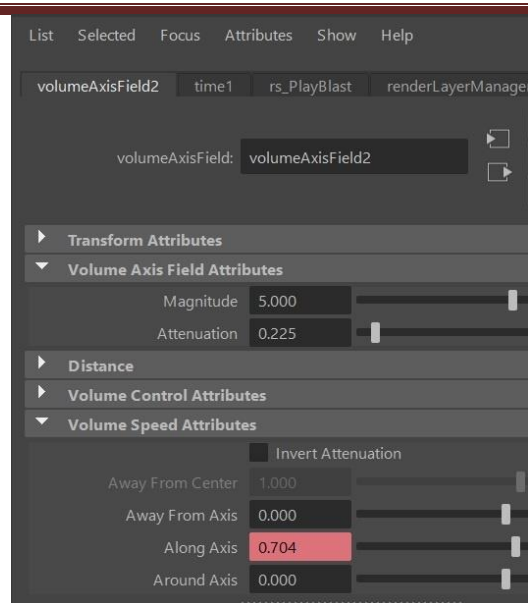 List Selected Focus Attributes Show Help
volumeAxisField2 time1 rs_PlayBlast renderLayerManager
volumeAxisField: volumeAxisField2
Transform Attributes
Volume Axis Field Attributes
Magnitude 5.000
Attenuation 0.225
Distance
Volume Control Attributes
Volume Speed Attributes
Invert Attenuation
Away From Center 1.000
Away From Axis 0.000
Along Axis 0.704
Around Axis 0.000